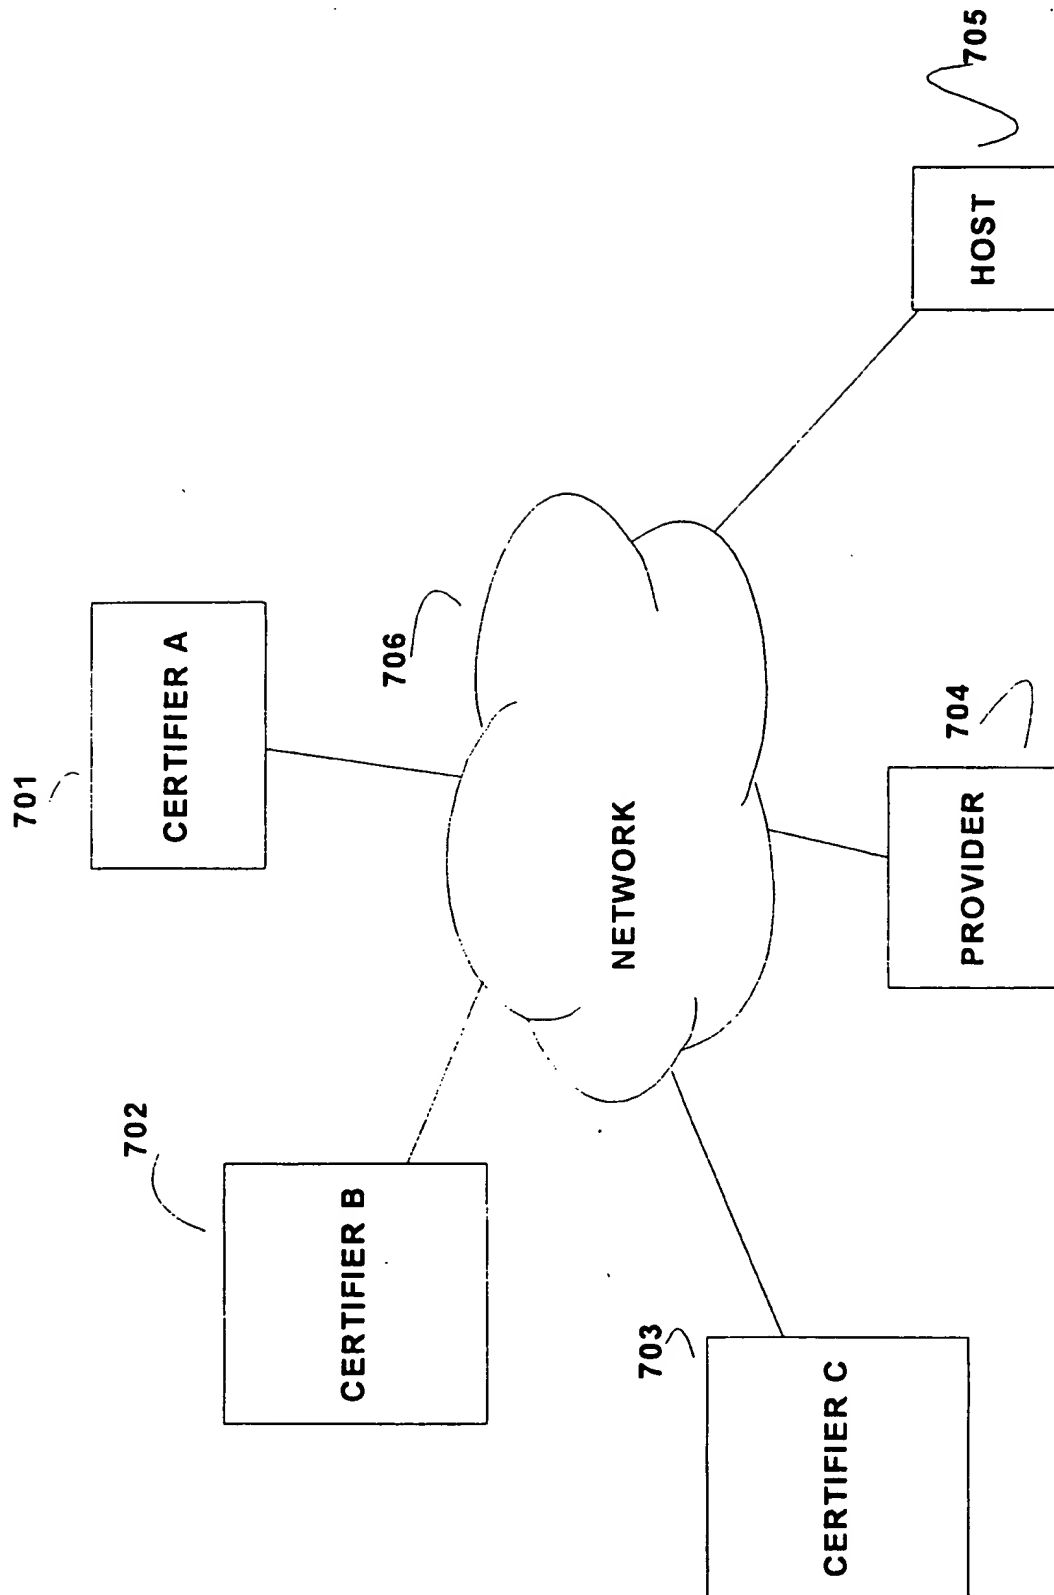 701
CERTIFIER A
702
CERTIFIER B
703
CERTIFIER C
706
NETWORK
704
PROVIDER
705
HOST